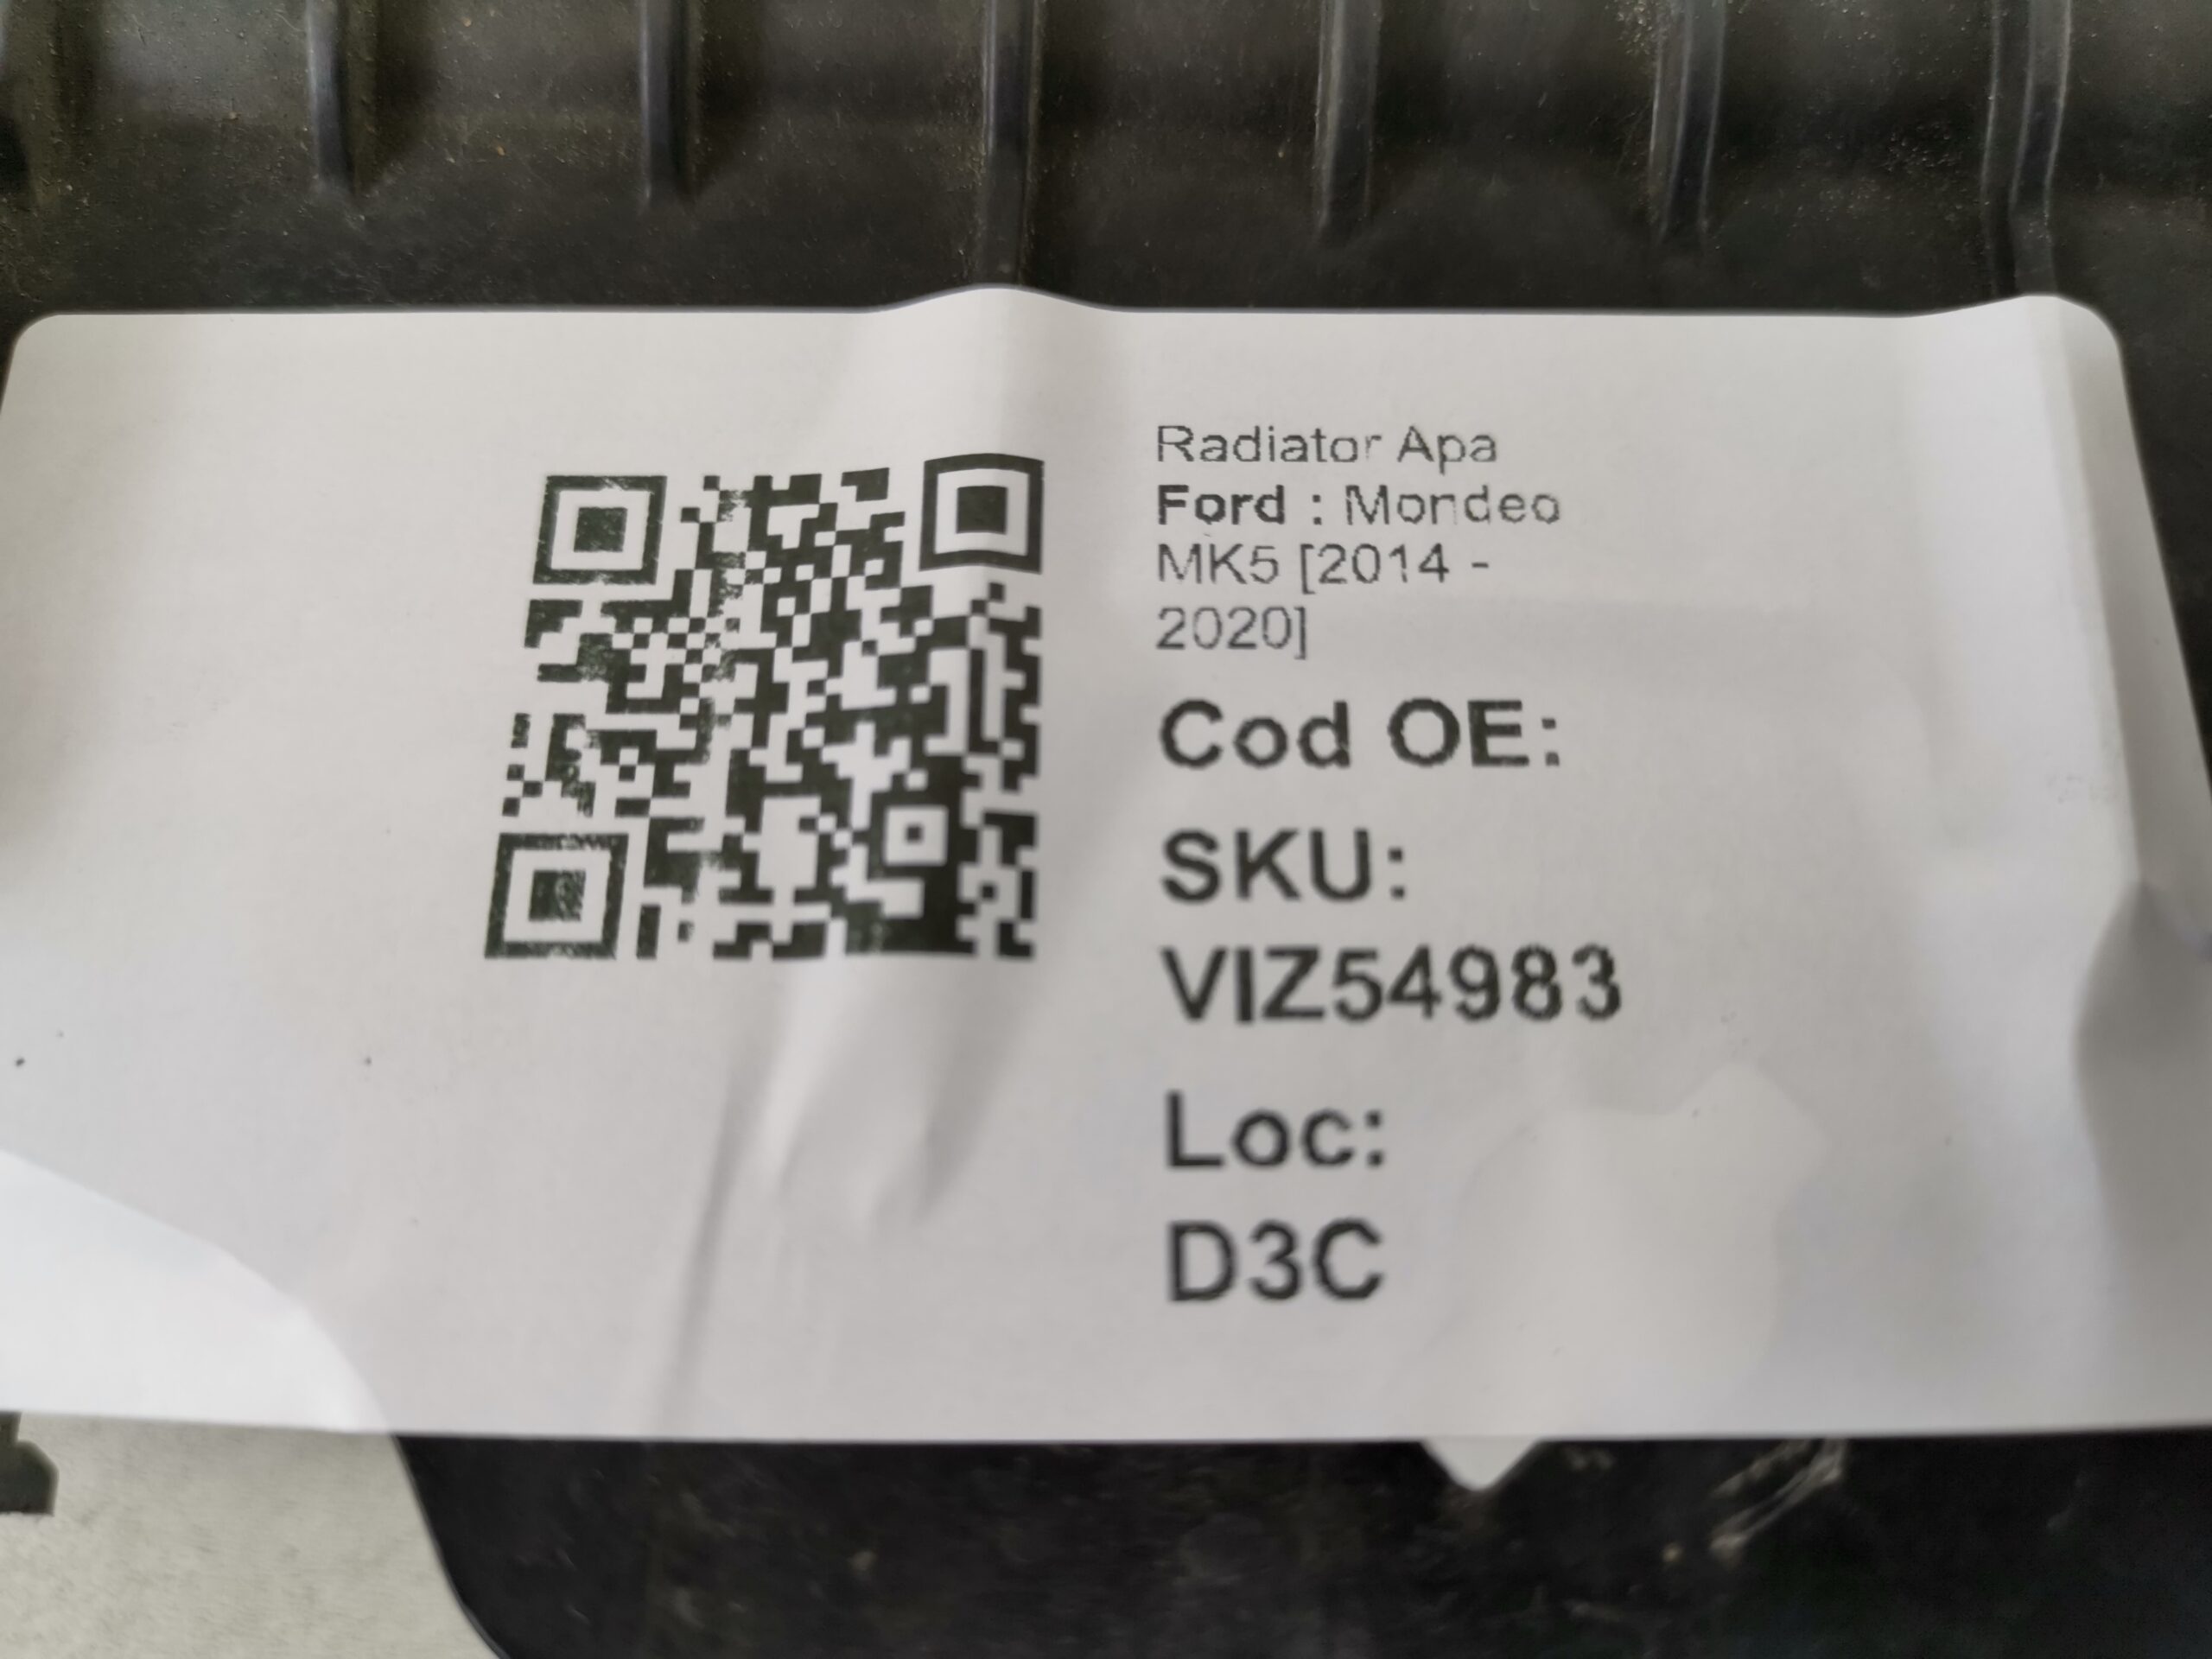 Radiator Apa
Ford : Mondeo
MK5 [2014 -
2020]
Cod OE:
SKU:
VIZ54983
Loc:
D3C